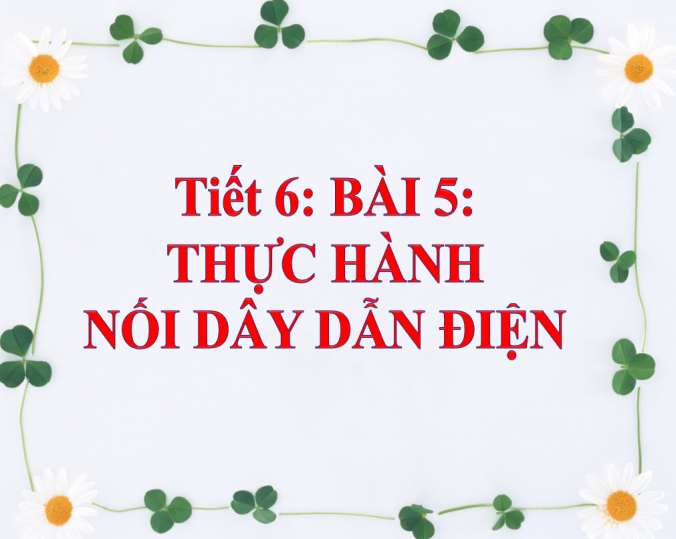 Tiết 6: BÀI 5:
THỰC HÀNH
NỐI DÂY DẪN ĐIỆN